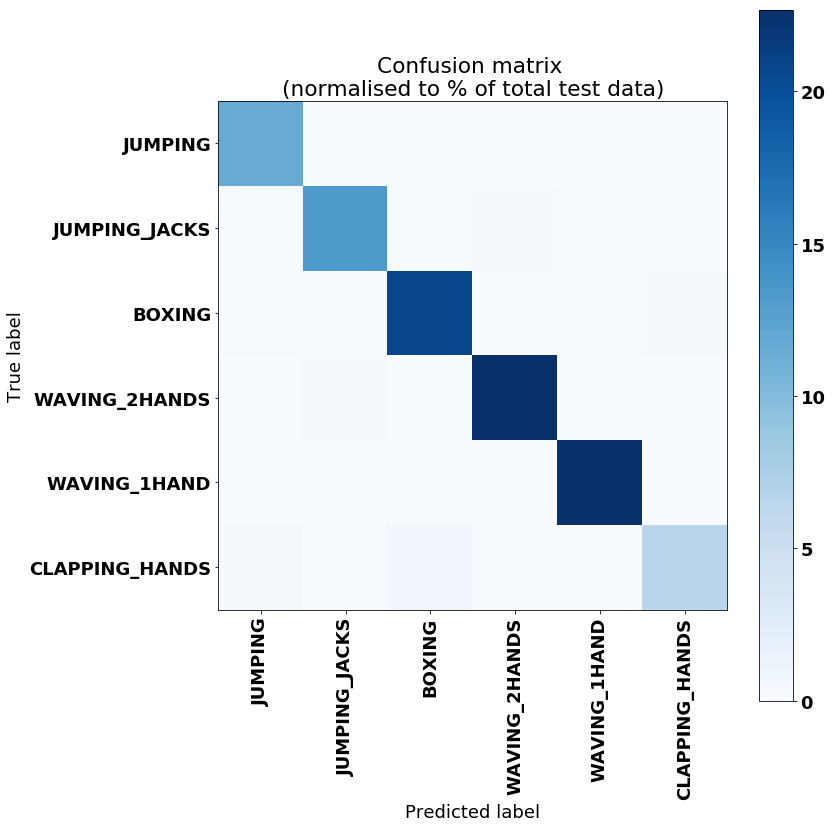 Confusion matrix
(normalised to % of total test data)
True label
JUMPING
JUMPING_JACKS
BOXING
WAVING_2HANDS
WAVING_1HAND
CLAPPING_HANDS
JUMPING
JUMPING_JACKS
BOXING
WAVING_2HANDS
WAVING_1HAND
CLAPPING_HANDS
Predicted label
20
15
10
5
0